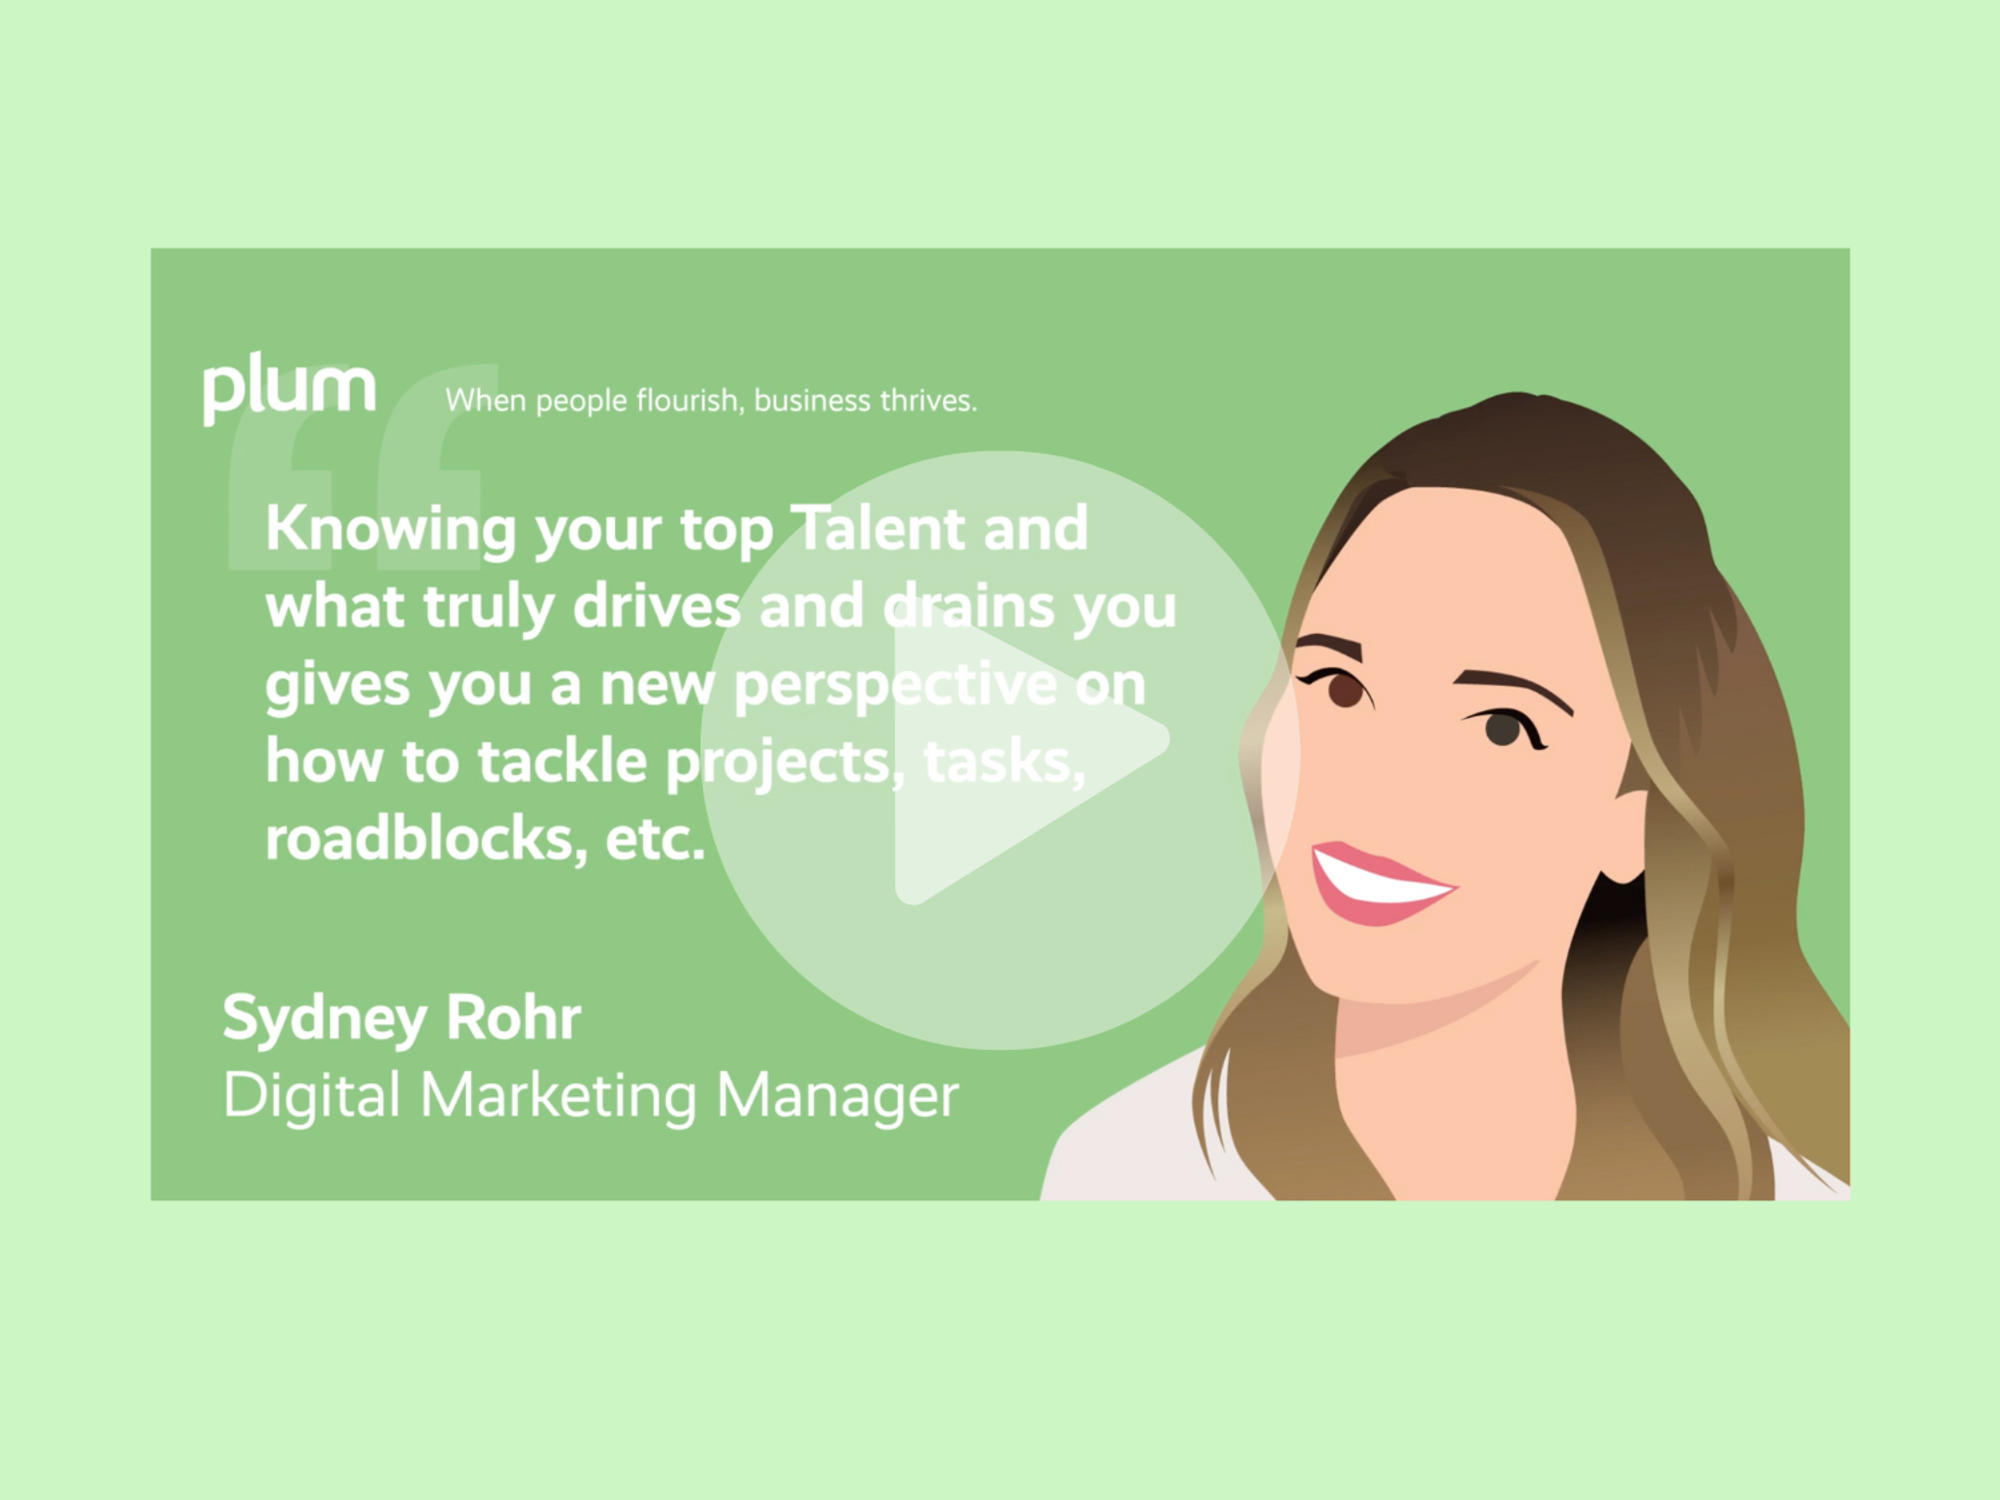 plum
When people flourish, business thrives.
Knowing your top Talent and
what truly drives and drains you
gives you a new perspective on
how to tackle projects, tasks,
roadblocks, etc.
Sydney Rohr
Digital Marketing Manager